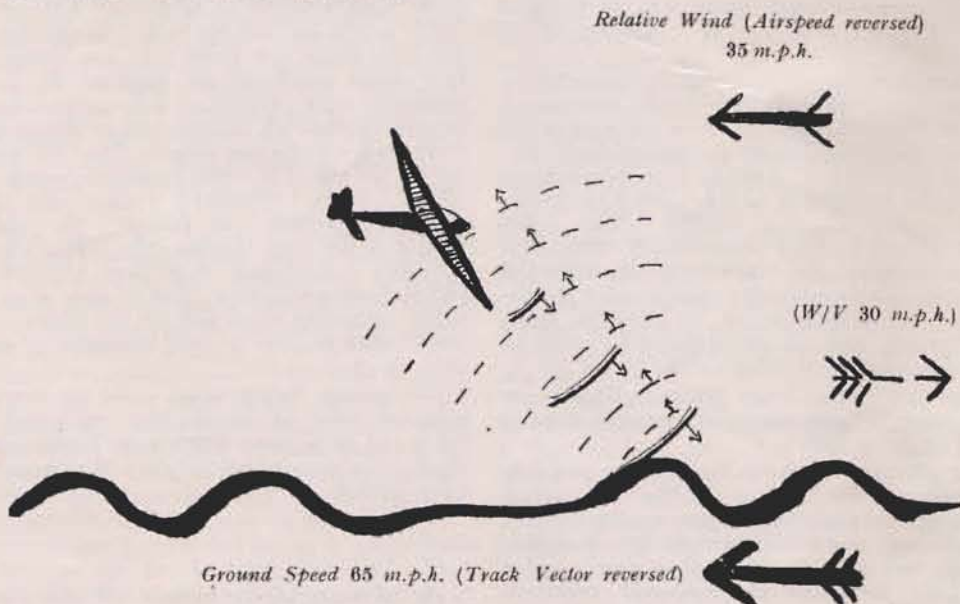 Relative Wind (Airspeed reversed)
35 m.p.h.
(W/V 30 m.p.h.)
Ground Speed 65 m.p.h. (Track Vector reversed)